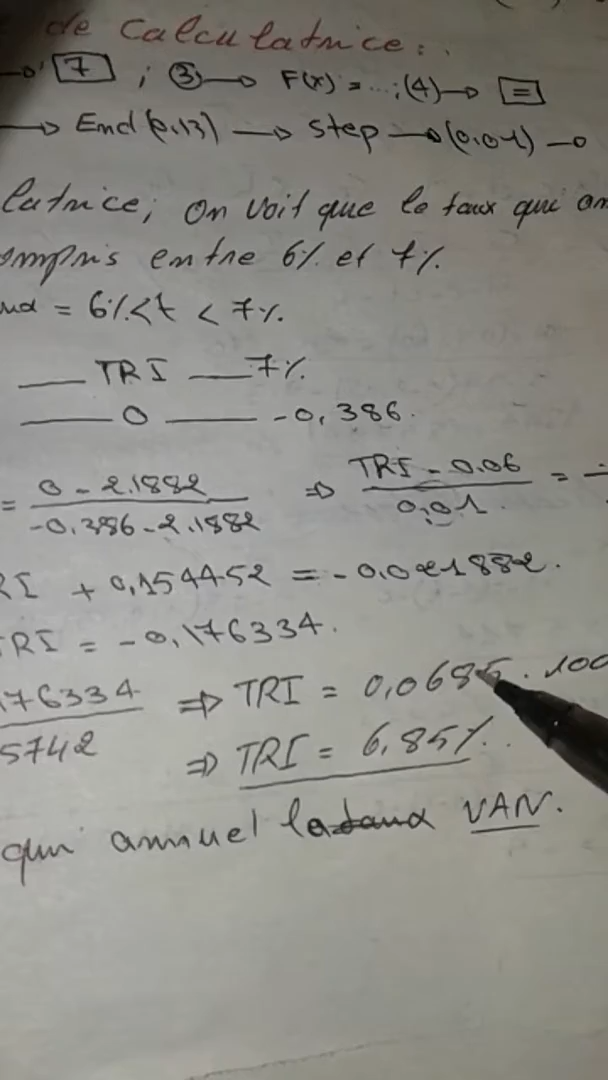 de calculatrice:
→ [7] ; ③ → F(x) = ...; (4) → [=]
→ End (0.13) → Step → (0,01) →
latrice, on voit que le taux qui an
ompris entre 6% et 7%.
= 6% < t < 7%.
TRI 7%
0 -0,386.
= (0 - 2.1882)/(-0.386 - 2.1882) ⇒ (TRI - 0.06)/0,01 = -
RI + 0,154452 = -0.021882.
TRI = -0,176334.
176334/5742 ⇒ TRI = 0,0685.100
⇒ TRI = 6,85%.
qui annuel la VAN.